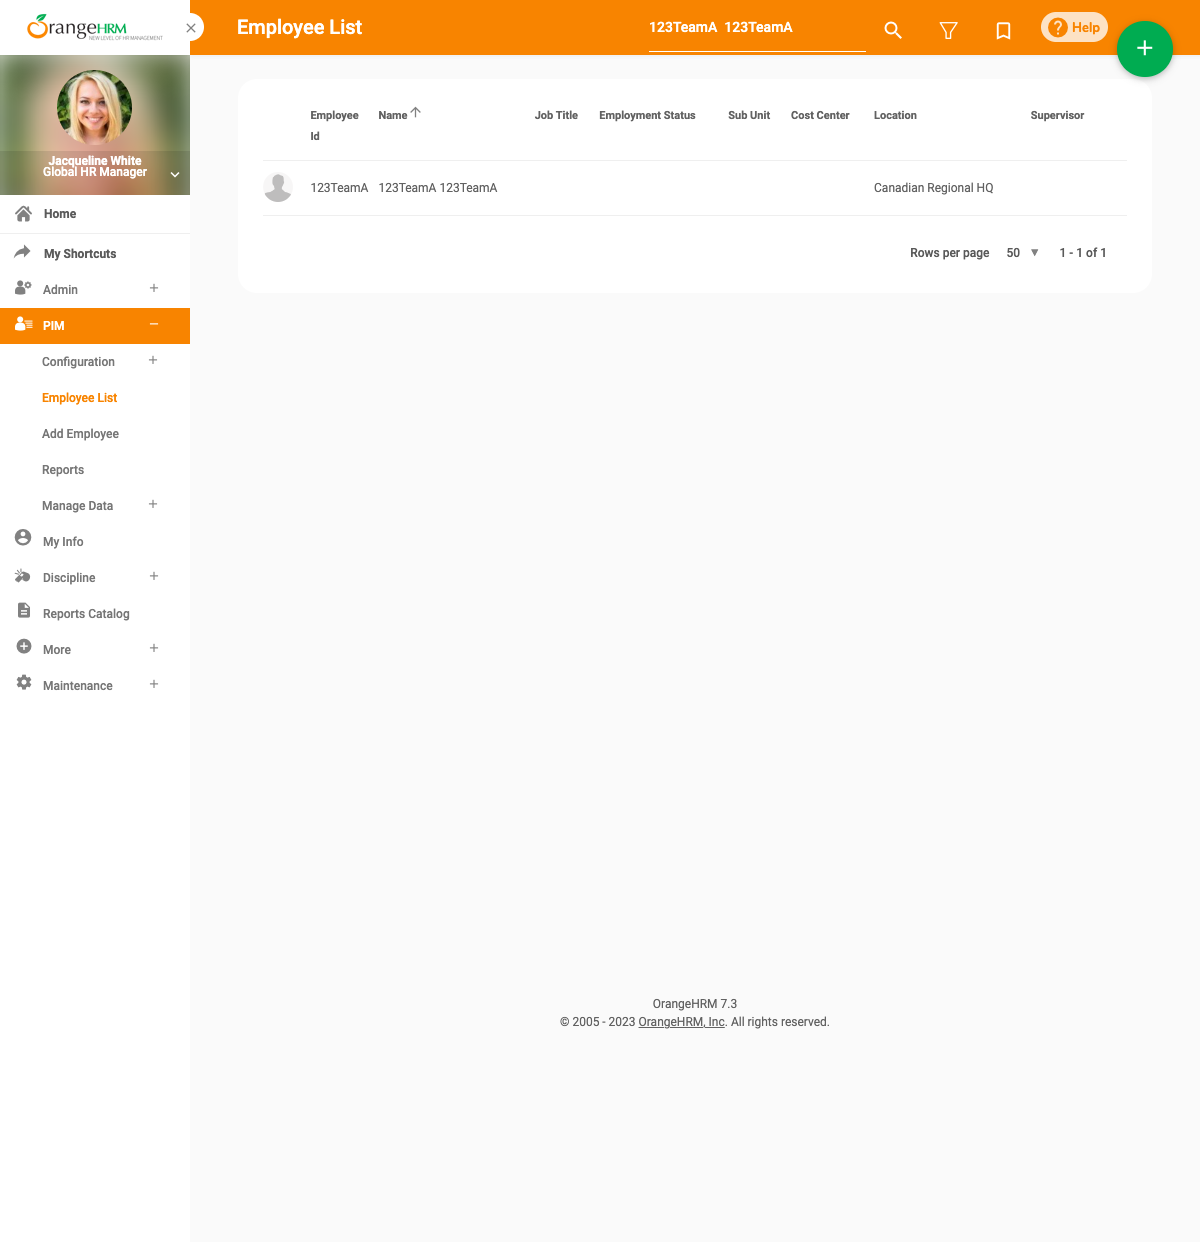 OrangeHRM
NEW LEVEL OF HR MANAGEMENT
Employee List
123TeamA 123TeamA
Help
Jacqueline White
Global HR Manager
Home
My Shortcuts
Admin
PIM
Configuration
Employee List
Add Employee
Reports
Manage Data
My Info
Discipline
Reports Catalog
More
Maintenance
Employee Id Name Job Title Employment Status Sub Unit Cost Center Location Supervisor
123TeamA 123TeamA 123TeamA Canadian Regional HQ
Rows per page 50 1 - 1 of 1
OrangeHRM 7.3
© 2005 - 2023 OrangeHRM, Inc. All rights reserved.